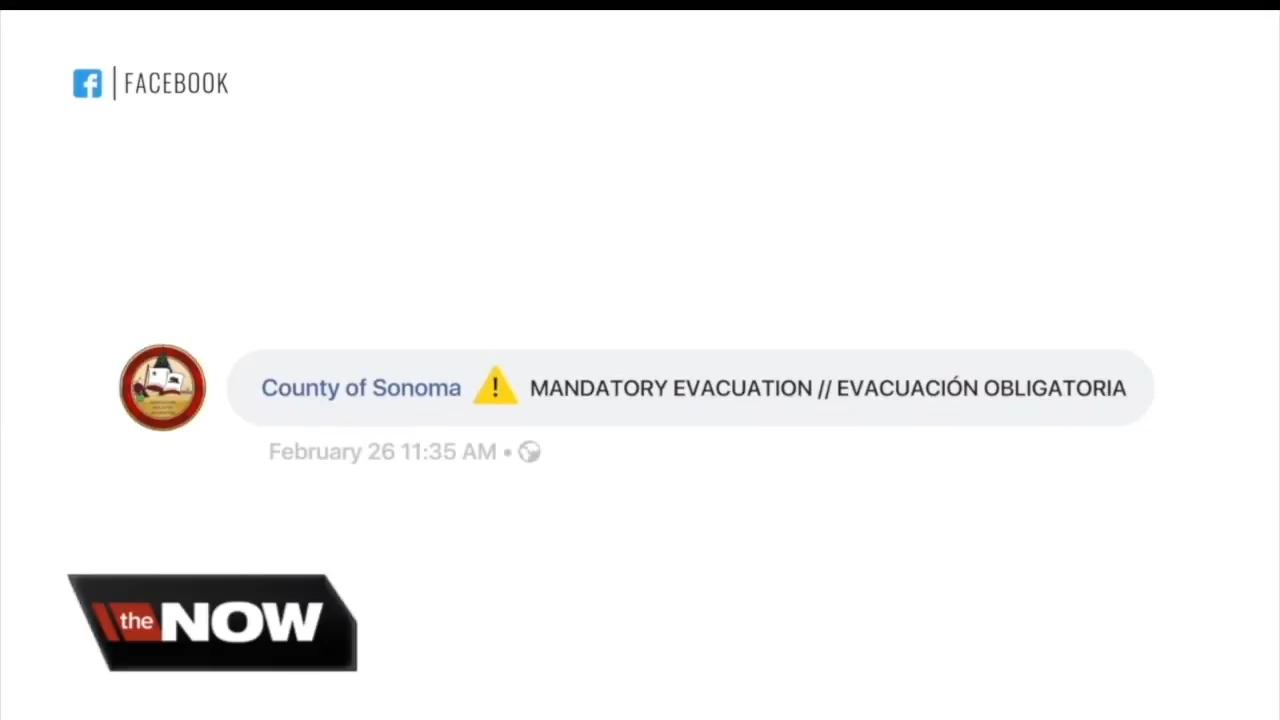 FACEBOOK
County of Sonoma ⚠ MANDATORY EVACUATION // EVACUACIÓN OBLIGATORIA
February 26 11:35 AM •
the NOW